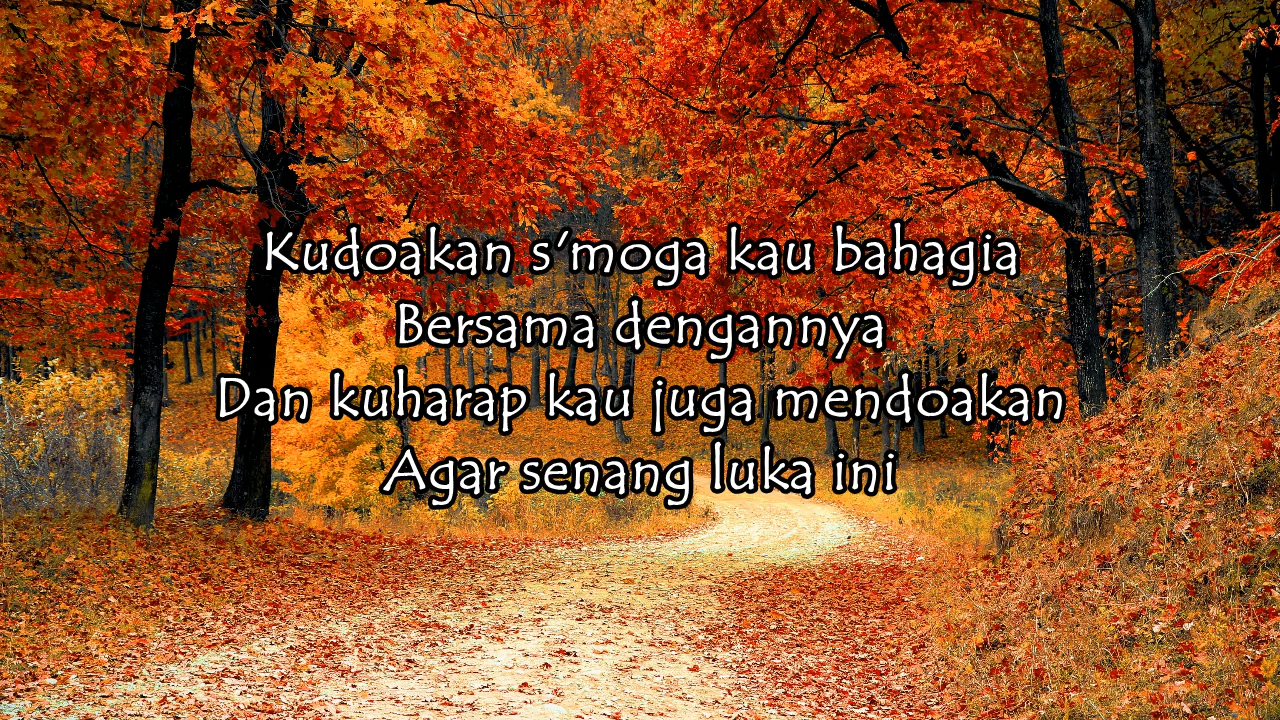 Kudoakan s'moga kau bahagia
Bersama dengannya
Dan kuharap kau juga mendoakan
Agar senang luka ini